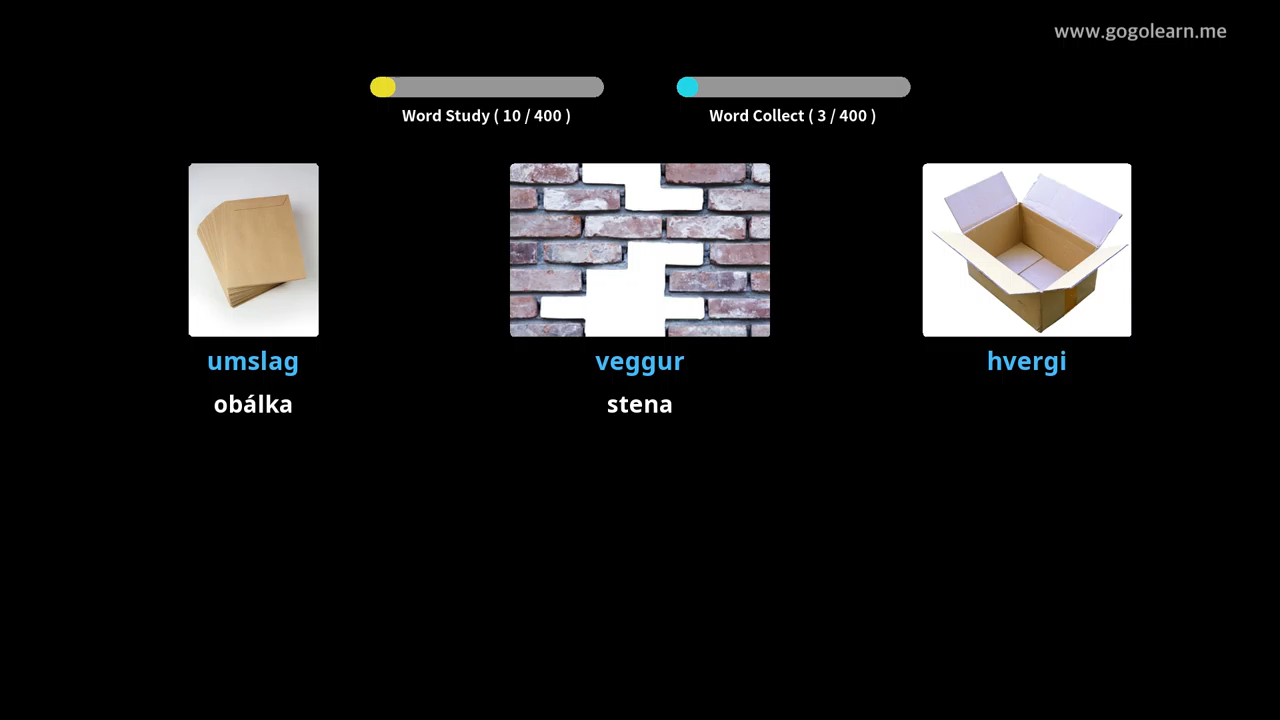 www.gogolearn.me
Word Study ( 10 / 400 )
Word Collect ( 3 / 400 )
umslag
veggur
hvergi
obálka
stena